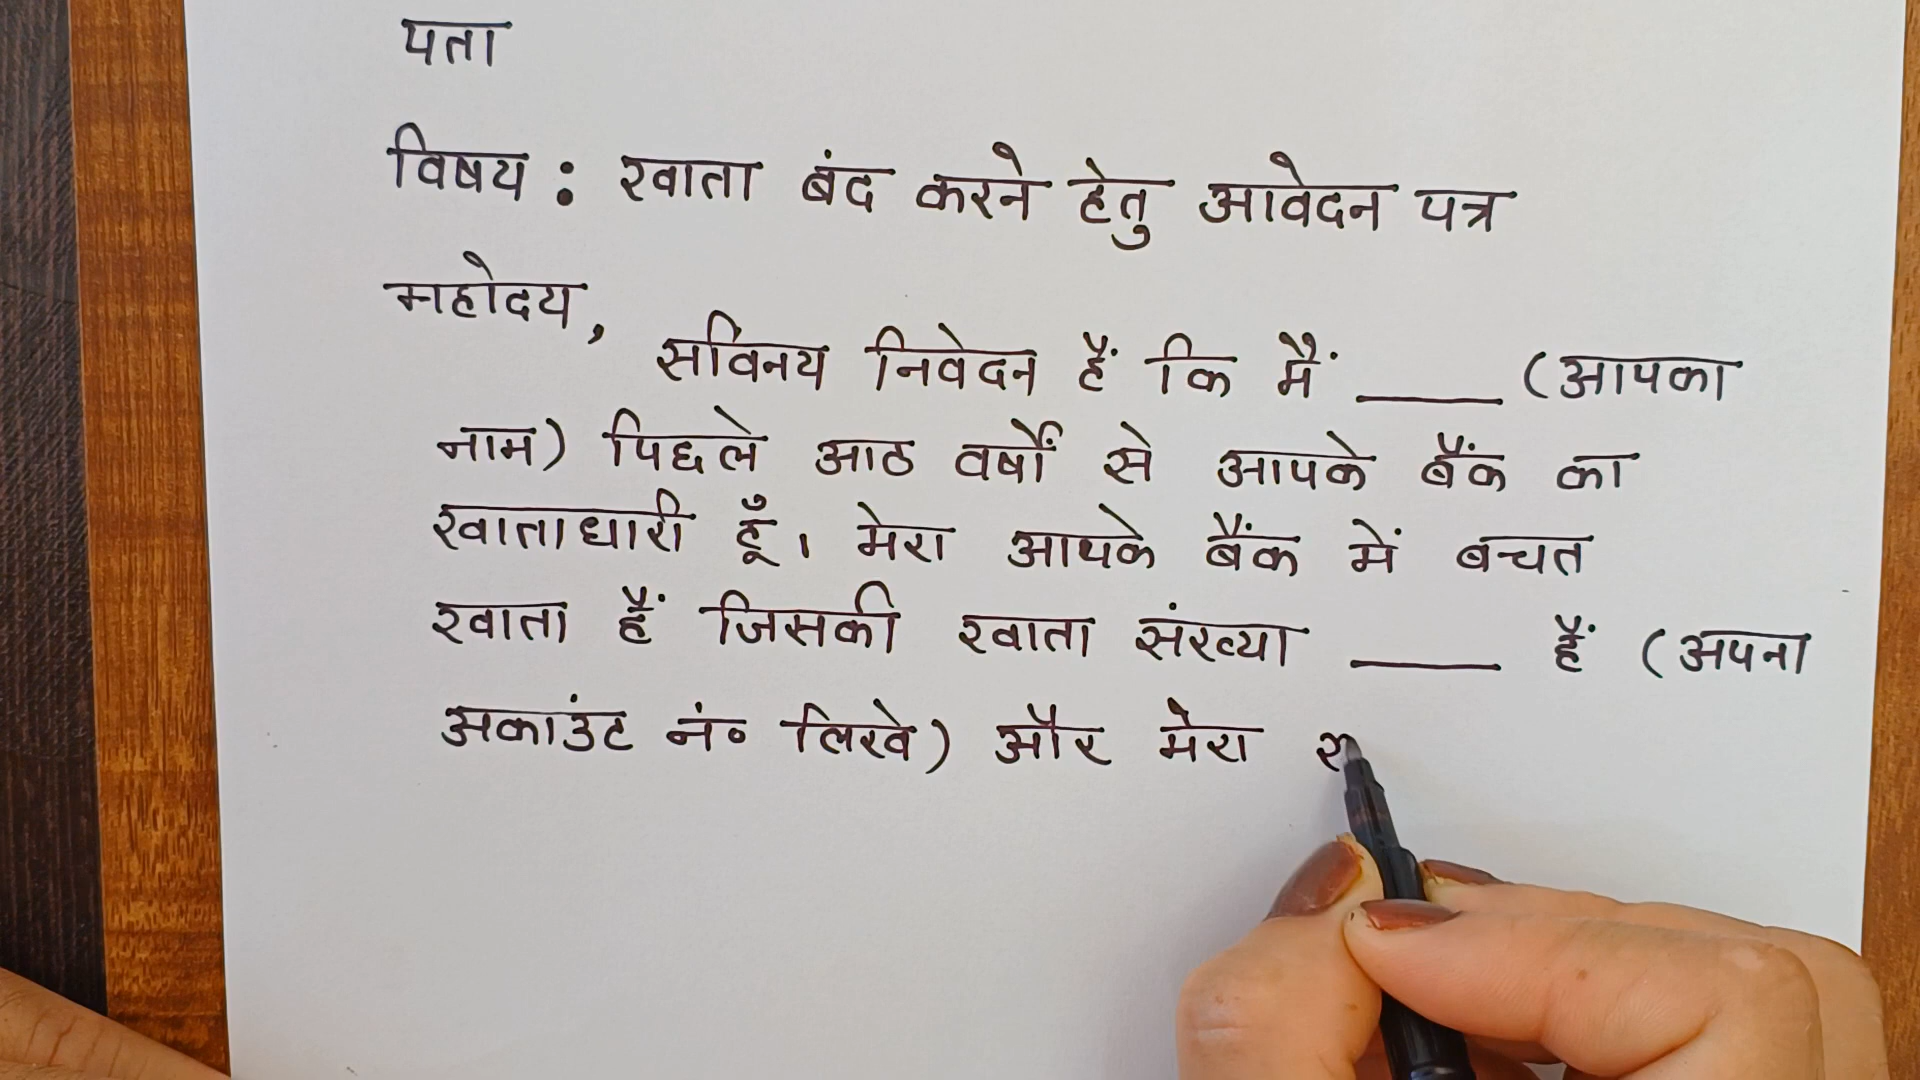 पता
विषय : खाता बंद करने हेतु आवेदन पत्र
महोदय,
सविनय निवेदन हैं कि मैं ____ (आपका
नाम) पिछले आठ वर्षों से आपके बैंक का
खाताधारी हूँ। मेरा आपके बैंक में बचत
खाता हैं जिसकी खाता संख्या ____ हैं (अपना
अकाउंट नं० लिखे) और मेरा